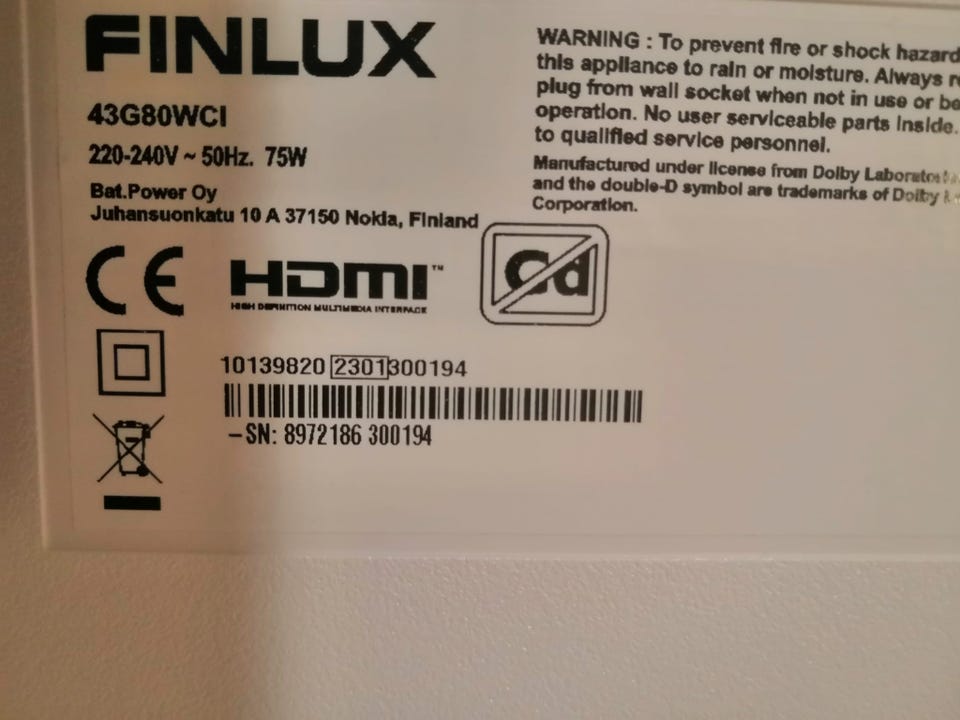 FINLUX
43G80WCI
220-240V ~ 50Hz. 75W
Bat.Power Oy
Juhansuonkatu 10 A 37150 Nokia, Finland
WARNING : To prevent fire or shock hazard
this appliance to rain or moisture. Always
plug from wall socket when not in use or
operation. No user serviceable parts inside.
to qualified service personnel.
Manufactured under license from Dolby
and the double-D symbol are trademarks of Dolby
Corporation.
CE
HDMI™
HIGH DEFINITION MULTIMEDIA INTERFACE
Cd
10139820 2301300194
-SN: 8972186 300194